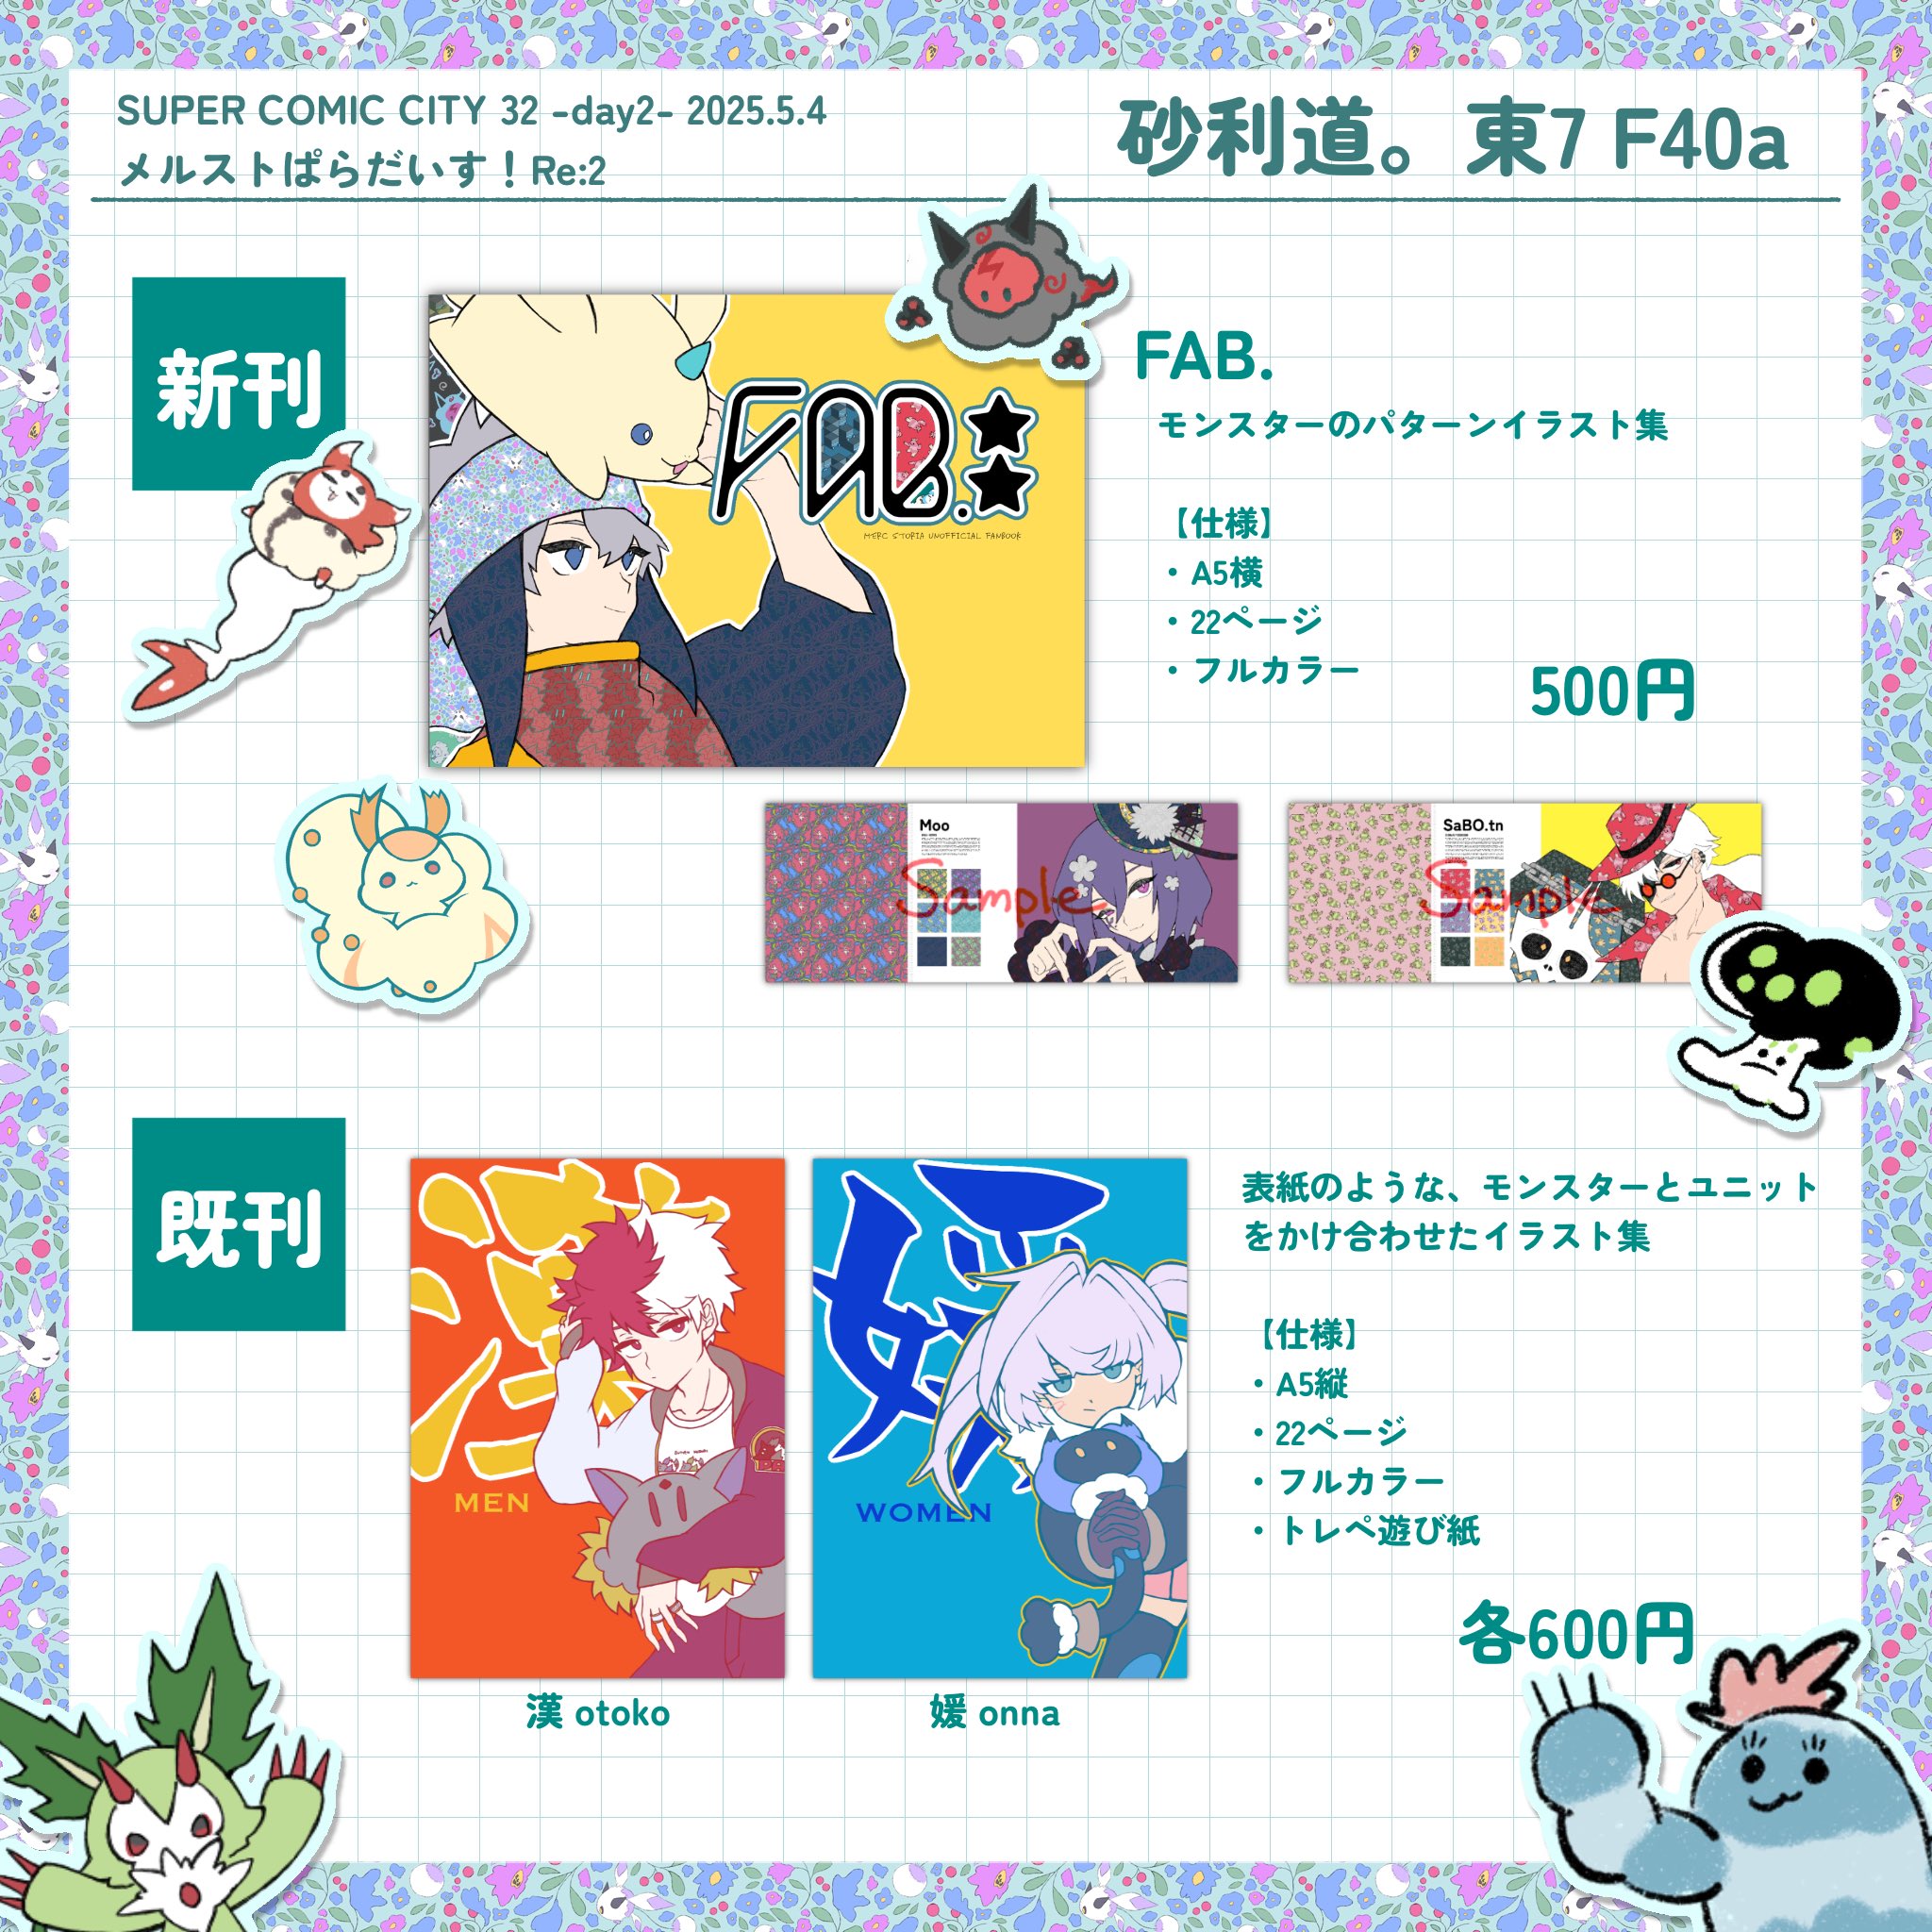 SUPER COMIC CITY 32 -day2- 2025.5.4
メルストぱらだいす！Re:2
砂利道。東7 F40a
新刊
FAB.
MERC STORIA UNOFFICIAL FANBOOK
FAB.
モンスターのパターンイラスト集
【仕様】
・A5横
・22ページ
・フルカラー
500円
Moo
Sample
SaBO.tn
Sample
既刊
漢
MEN
媛
WOMEN
表紙のような、モンスターとユニット
をかけ合わせたイラスト集
【仕様】
・A5縦
・22ページ
・フルカラー
・トレペ遊び紙
各600円
漢 otoko
媛 onna